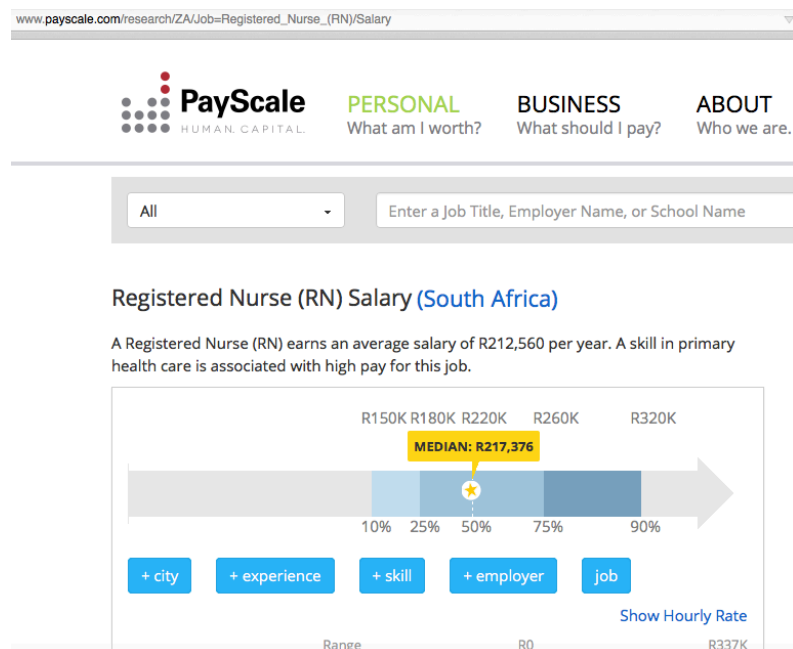 www.payscale.com/research/ZA/Job=Registered_Nurse_(RN)/Salary
PayScale
HUMAN. CAPITAL.
PERSONAL
What am I worth?
BUSINESS
What should I pay?
ABOUT
Who we are.
All
Enter a Job Title, Employer Name, or School Name
Registered Nurse (RN) Salary (South Africa)
A Registered Nurse (RN) earns an average salary of R212,560 per year. A skill in primary
health care is associated with high pay for this job.
R150K R180K R220K R260K R320K
MEDIAN: R217,376
10% 25% 50% 75% 90%
+ city + experience + skill + employer job
Show Hourly Rate
Range R0 R337K